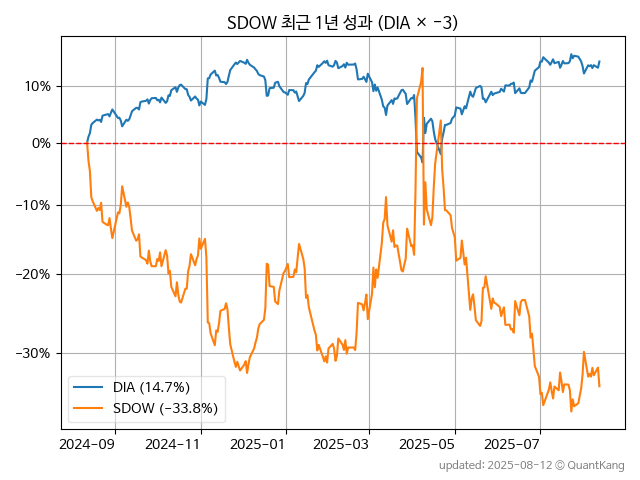 SDOW 최근 1년 성과 (DIA × −3)
10%
0%
−10%
−20%
−30%
DIA (14.7%)
SDOW (−33.8%)
2024-09
2024-11
2025-01
2025-03
2025-05
2025-07
updated: 2025-08-12 © QuantKang